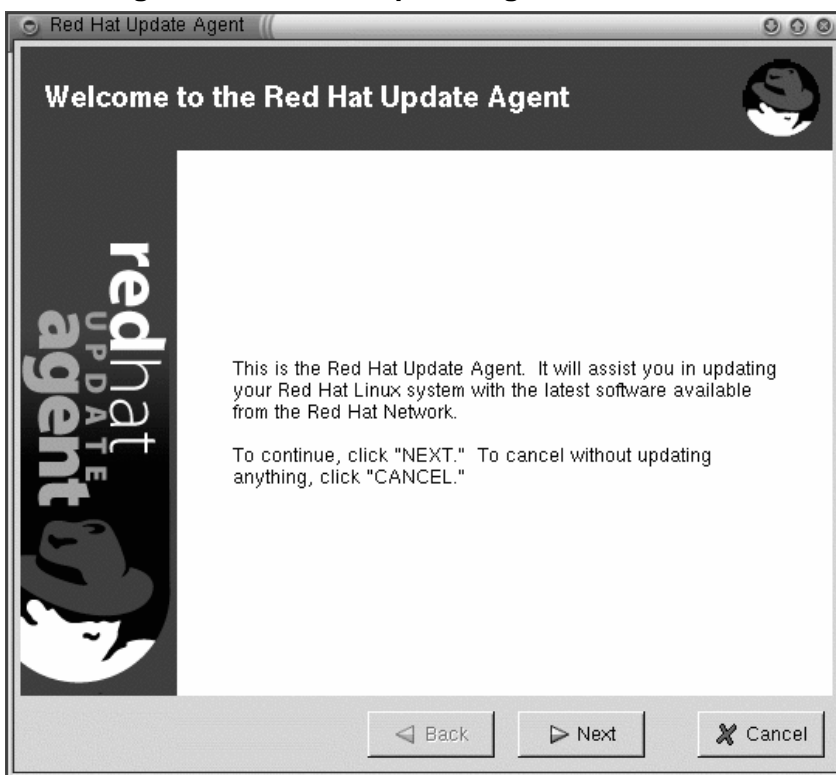 Red Hat Update Agent
Welcome to the Red Hat Update Agent
redhat
UPDATE
agent
This is the Red Hat Update Agent. It will assist you in updating
your Red Hat Linux system with the latest software available
from the Red Hat Network.
To continue, click "NEXT." To cancel without updating
anything, click "CANCEL."
Back
Next
Cancel